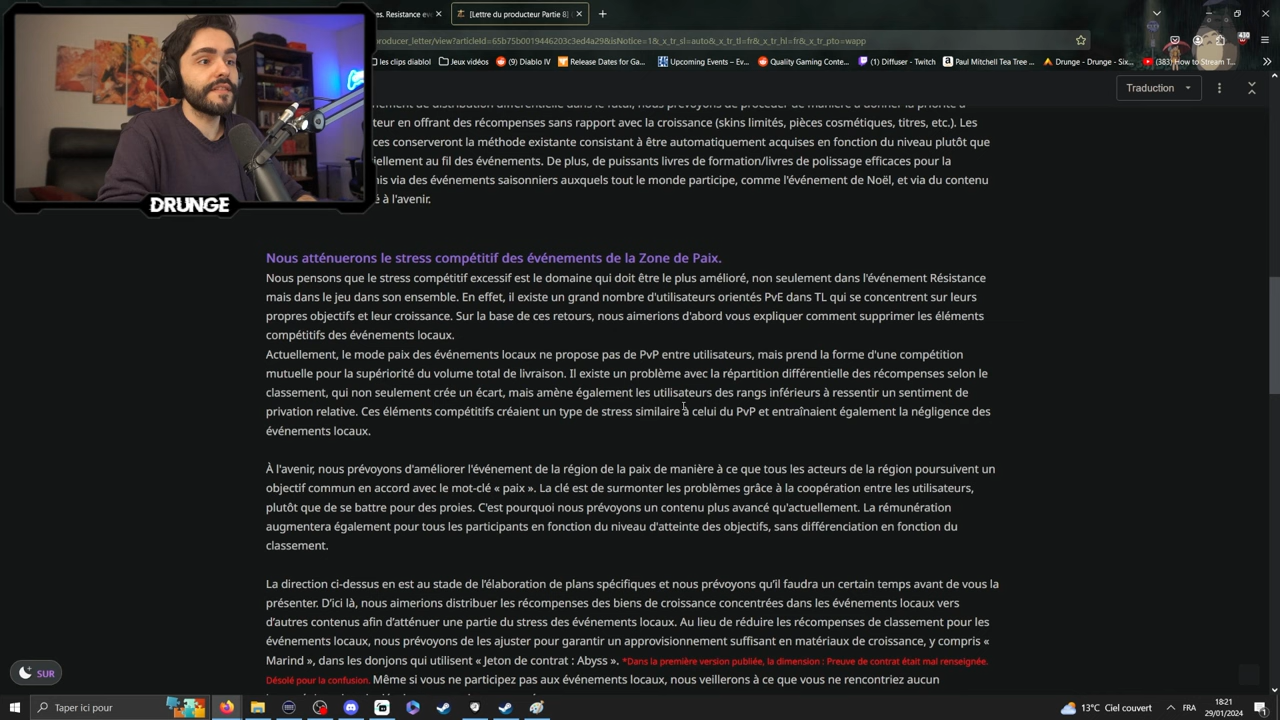 es. Resistance eve
[Lettre du producteur Partie 8]
producer_letter/view?articleId=65b75b0019446203c3ed4a29&isNotice=1&_x_tr_sl=auto&_x_tr_tl=fr&_x_tr_hl=fr&_x_tr_pto=wapp
430
les clips diablol
Jeux vidéos
(9) Diablo IV
Release Dates for Ga...
Upcoming Events – Ev...
Quality Gaming Conte...
(1) Diffuser - Twitch
Paul Mitchell Tea Tree ...
Drunge - Drunge - Six...
(383) How to Stream T...
Traduction
teur en offrant des récompenses sans rapport avec la croissance (skins limités, pièces cosmétiques, titres, etc.). Les
ces conserveront la méthode existante consistant à être automatiquement acquises en fonction du niveau plutôt que
iellement au fil des événements. De plus, de puissants livres de formation/livres de polissage efficaces pour la
is via des événements saisonniers auxquels tout le monde participe, comme l'événement de Noël, et via du contenu
é à l'avenir.
DRUNGE
Nous atténuerons le stress compétitif des événements de la Zone de Paix.
Nous pensons que le stress compétitif excessif est le domaine qui doit être le plus amélioré, non seulement dans l'événement Résistance
mais dans le jeu dans son ensemble. En effet, il existe un grand nombre d'utilisateurs orientés PvE dans TL qui se concentrent sur leurs
propres objectifs et leur croissance. Sur la base de ces retours, nous aimerions d'abord vous expliquer comment supprimer les éléments
compétitifs des événements locaux.
Actuellement, le mode paix des événements locaux ne propose pas de PvP entre utilisateurs, mais prend la forme d'une compétition
mutuelle pour la supériorité du volume total de livraison. Il existe un problème avec la répartition différentielle des récompenses selon le
classement, qui non seulement crée un écart, mais amène également les utilisateurs des rangs inférieurs à ressentir un sentiment de
privation relative. Ces éléments compétitifs créaient un type de stress similaire à celui du PvP et entraînaient également la négligence des
événements locaux.
À l'avenir, nous prévoyons d'améliorer l'événement de la région de la paix de manière à ce que tous les acteurs de la région poursuivent un
objectif commun en accord avec le mot-clé « paix ». La clé est de surmonter les problèmes grâce à la coopération entre les utilisateurs,
plutôt que de se battre pour des proies. C'est pourquoi nous prévoyons un contenu plus avancé qu'actuellement. La rémunération
augmentera également pour tous les participants en fonction du niveau d'atteinte des objectifs, sans différenciation en fonction du
classement.
La direction ci-dessus en est au stade de l’élaboration de plans spécifiques et nous prévoyons qu’il faudra un certain temps avant de vous la
présenter. D’ici là, nous aimerions distribuer les récompenses des biens de croissance concentrées dans les événements locaux vers
d’autres contenus afin d’atténuer une partie du stress des événements locaux. Au lieu de réduire les récompenses de classement pour les
événements locaux, nous prévoyons de les ajuster pour garantir un approvisionnement suffisant en matériaux de croissance, y compris «
Marind », dans les donjons qui utilisent « Jeton de contrat : Abyss ». *Dans la première version publiée, la dimension : Preuve de contrat était mal renseignée.
Désolé pour la confusion. Même si vous ne participez pas aux événements locaux, nous veillerons à ce que vous ne rencontriez aucun
SUR
Taper ici pour
13°C Ciel couvert
FRA
18:21
29/01/2024